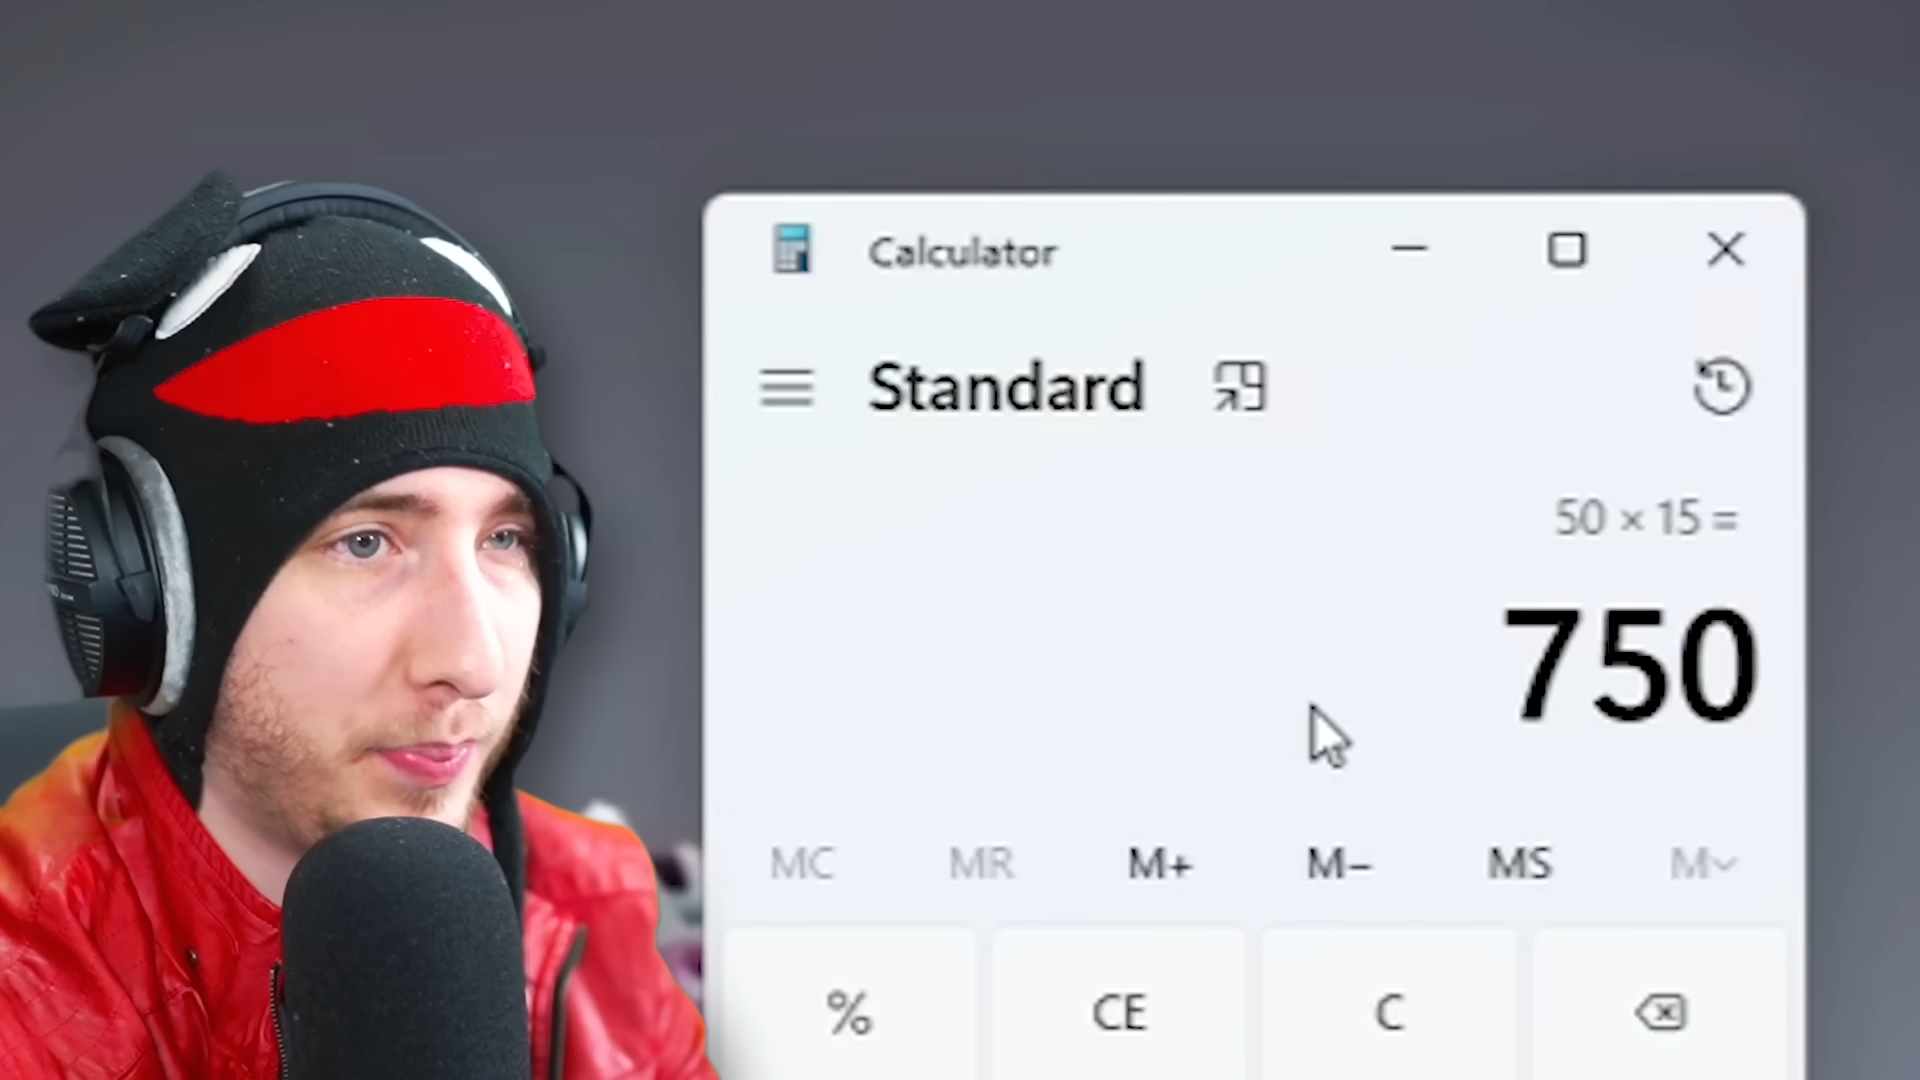 Calculator
Standard
50 × 15 =
750
MC MR M+ M− MS M
% CE C